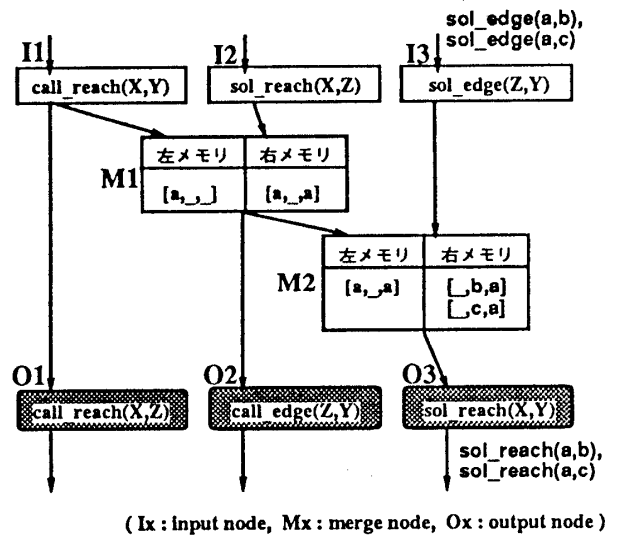 sol_edge(a,b),
sol_edge(a,c)
I1 I2 I3
call_reach(X,Y) sol_reach(X,Z) sol_edge(Z,Y)
左メモリ 右メモリ
M1
[a,_,_] [a,_,a]
左メモリ 右メモリ
M2
[a,_,a] [_,b,a]
[_,c,a]
O1 O2 O3
call_reach(X,Z) call_edge(Z,Y) sol_reach(X,Y)
sol_reach(a,b),
sol_reach(a,c)
( Ix : input node, Mx : merge node, Ox : output node )